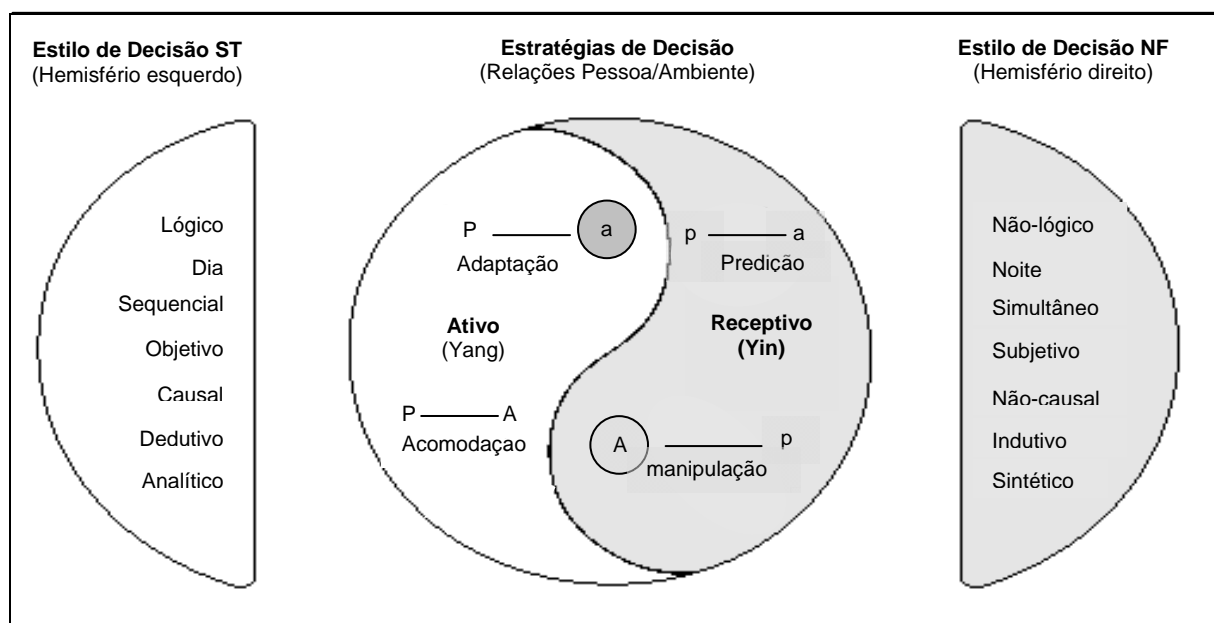 Estilo de Decisão ST
(Hemisfério esquerdo)
Lógico
Dia
Sequencial
Objetivo
Causal
Dedutivo
Analítico
Estratégias de Decisão
(Relações Pessoa/Ambiente)
P a
Adaptação
p a
Predição
Ativo
(Yang)
Receptivo
(Yin)
P A
Acomodaçao
A p
manipulação
Estilo de Decisão NF
(Hemisfério direito)
Não-lógico
Noite
Simultâneo
Subjetivo
Não-causal
Indutivo
Sintético